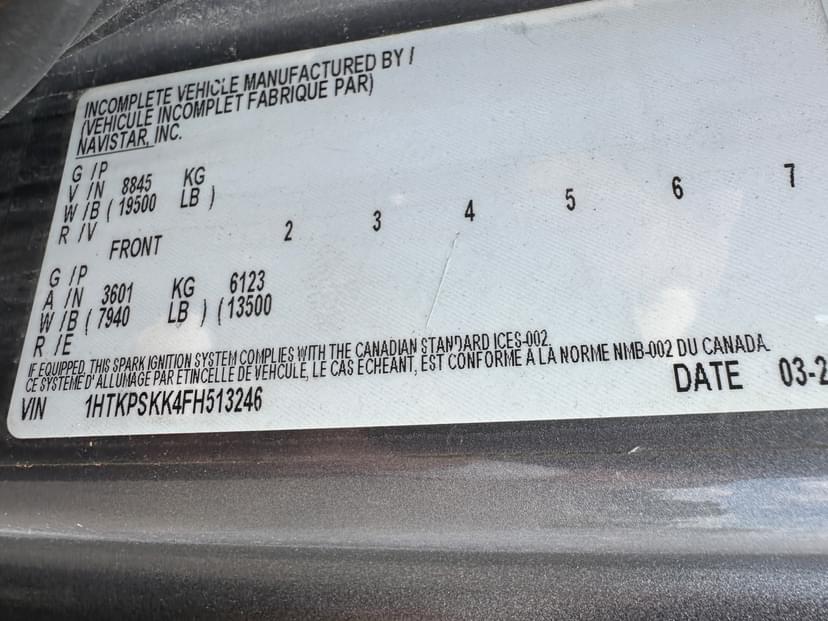 INCOMPLETE VEHICLE MANUFACTURED BY /
(VEHICULE INCOMPLET FABRIQUE PAR)
NAVISTAR, INC.
G / P
V / N 8845 KG
W / B ( 19500 LB )
R / V
FRONT 2 3 4 5 6 7
G / P
A / N 3601 KG 6123
W / B ( 7940 LB ) ( 13500
R / E
IF EQUIPPED, THIS SPARK IGNITION SYSTEM COMPLIES WITH THE CANADIAN STANDARD ICES-002.
CE SYSTEME D'ALLUMAGE PAR ETINCELLE DE VEHCULE, LE CAS ECHEANT, EST CONFORME À LA NORME NMB-002 DU CANADA.
VIN 1HTKPSKK4FH513246 DATE 03-2